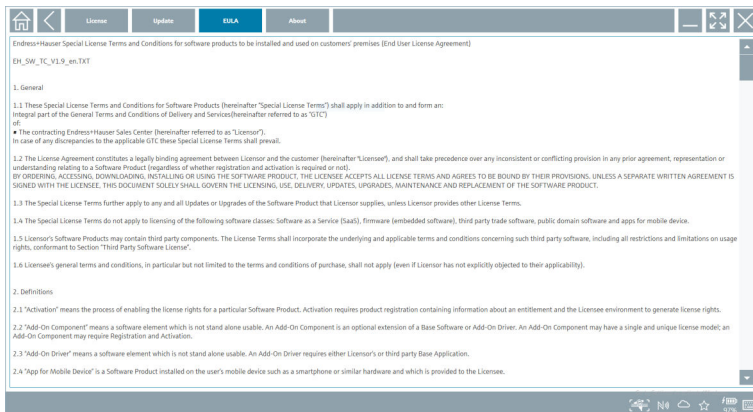 License Update EULA About
Endress+Hauser Special License Terms and Conditions for software products to be installed and used on customers' premises (End User License Agreement)
EH_SW_TC_V1.9_en.TXT
1. General
1.1 These Special License Terms and Conditions for Software Products (hereinafter "Special License Terms") shall apply in addition to and form an:
Integral part of the General Terms and Conditions of Delivery and Services(hereinafter referred to as "GTC")
of:
▪ The contracting Endress+Hauser Sales Center (hereinafter referred to as "Licensor").
In case of any discrepancies to the applicable GTC these Special License Terms shall prevail.
1.2 The License Agreement constitutes a legally binding agreement between Licensor and the customer (hereinafter "Licensee"), and shall take precedence over any inconsistent or conflicting provision in any prior agreement, representation or
understanding relating to a Software Product (regardless of whether registration and activation is required or not).
BY ORDERING, ACCESSING, DOWNLOADING, INSTALLING OR USING THE SOFTWARE PRODUCT, THE LICENSEE ACCEPTS ALL LICENSE TERMS AND AGREES TO BE BOUND BY THEIR PROVISIONS. UNLESS A SEPARATE WRITTEN AGREEMENT IS
SIGNED WITH THE LICENSEE, THIS DOCUMENT SOLELY SHALL GOVERN THE LICENSING, USE, DELIVERY, UPDATES, UPGRADES, MAINTENANCE AND REPLACEMENT OF THE SOFTWARE PRODUCT.
1.3 The Special License Terms further apply to any and all Updates or Upgrades of the Software Product that Licensor supplies, unless Licensor provides other License Terms.
1.4 The Special License Terms do not apply to licensing of the following software classes: Software as a Service (SaaS), firmware (embedded software), third party trade software, public domain software and apps for mobile device.
1.5 Licensor's Software Products may contain third party components. The License Terms shall incorporate the underlying and applicable terms and conditions concerning such third party software, including all restrictions and limitations on usage
rights, conformant to Section "Third Party Software License".
1.6 Licensee's general terms and conditions, in particular but not limited to the terms and conditions of purchase, shall not apply (even if Licensor has not explicitly objected to their applicability).
2. Definitions
2.1 "Activation" means the process of enabling the license rights for a particular Software Product. Activation requires product registration containing information about an entitlement and the Licensee environment to generate license rights.
2.2 "Add-On Component" means a software element which is not stand alone usable. An Add-On Component is an optional extension of a Base Software or Add-On Driver. An Add-On Component may have a single and unique license model; an
Add-On Component may require Registration and Activation.
2.3 "Add-On Driver" means a software element which is not stand alone usable. An Add-On Driver requires either Licensor's or third party Base Application.
2.4 "App for Mobile Device" is a Software Product installed on the user's mobile device such as a smartphone or similar hardware and which is provided to the Licensee.
97%